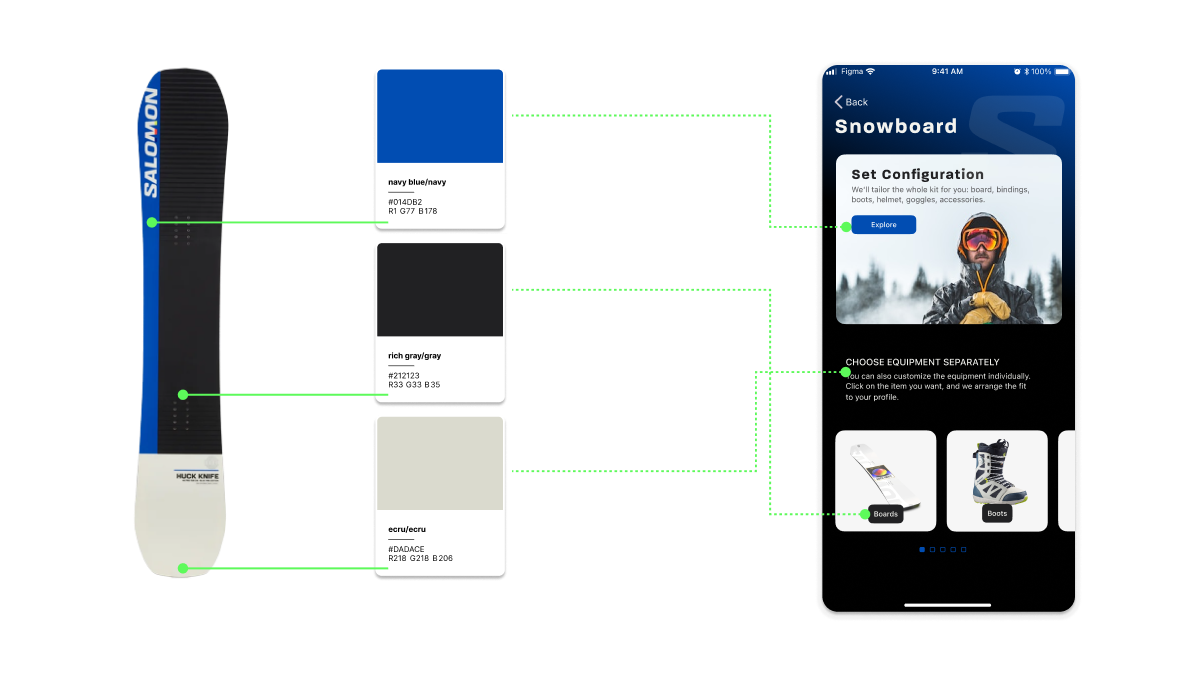 SALOMON
HUCK KNIFE
navy blue/navy
#014DB2
R1 G77 B178
rich gray/gray
#212123
R33 G33 B35
ecru/ecru
#DADACE
R218 G218 B206
Figma
9:41 AM
100%
Back
Snowboard
Set Configuration
We'll tailor the whole kit for you: board, bindings,
boots, helmet, goggles, accessories.
Explore
CHOOSE EQUIPMENT SEPARATELY
You can also customize the equipment individually.
Click on the item you want, and we arrange the fit
to your profile.
Boards
Boots